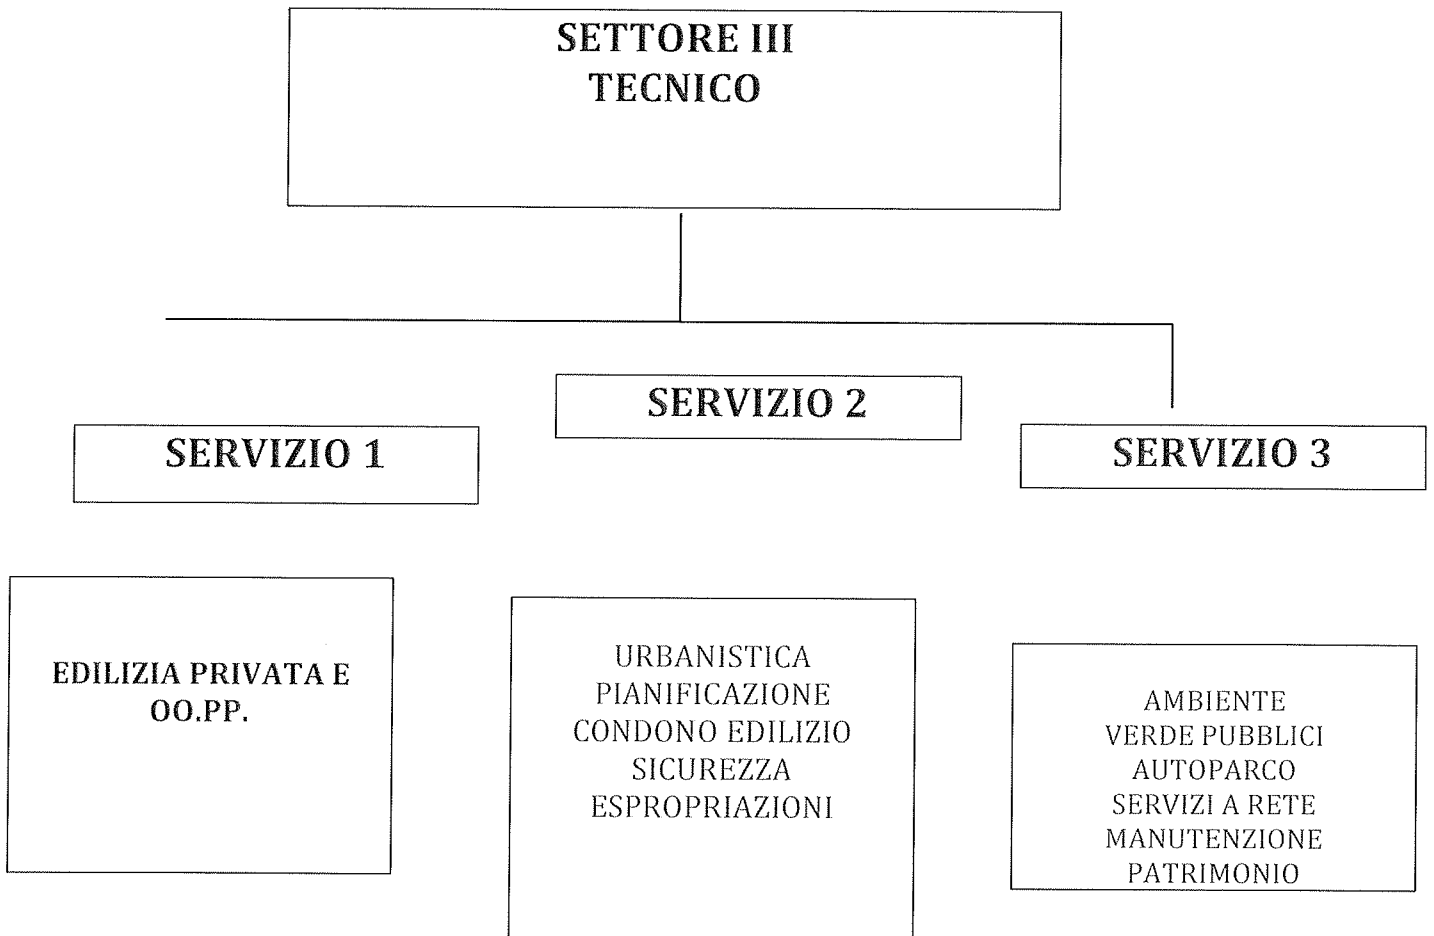 SETTORE III
TECNICO
SERVIZIO 1
SERVIZIO 2
SERVIZIO 3
EDILIZIA PRIVATA E
OO.PP.
URBANISTICA
PIANIFICAZIONE
CONDONO EDILIZIO
SICUREZZA
ESPROPRIAZIONI
AMBIENTE
VERDE PUBBLICI
AUTOPARCO
SERVIZI A RETE
MANUTENZIONE
PATRIMONIO